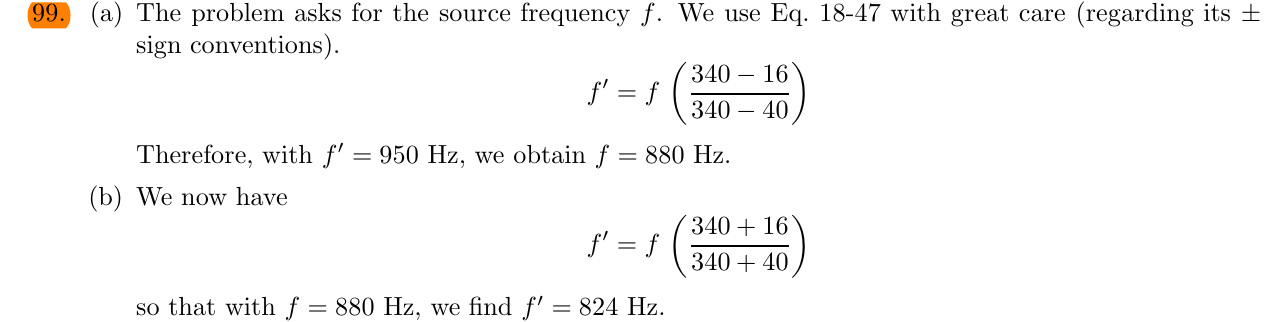 99. (a) The problem asks for the source frequency f. We use Eq. 18-47 with great care (regarding its ±
sign conventions).
f′ = f ( (340 − 16) / (340 − 40) )
Therefore, with f′ = 950 Hz, we obtain f = 880 Hz.
(b) We now have
f′ = f ( (340 + 16) / (340 + 40) )
so that with f = 880 Hz, we find f′ = 824 Hz.